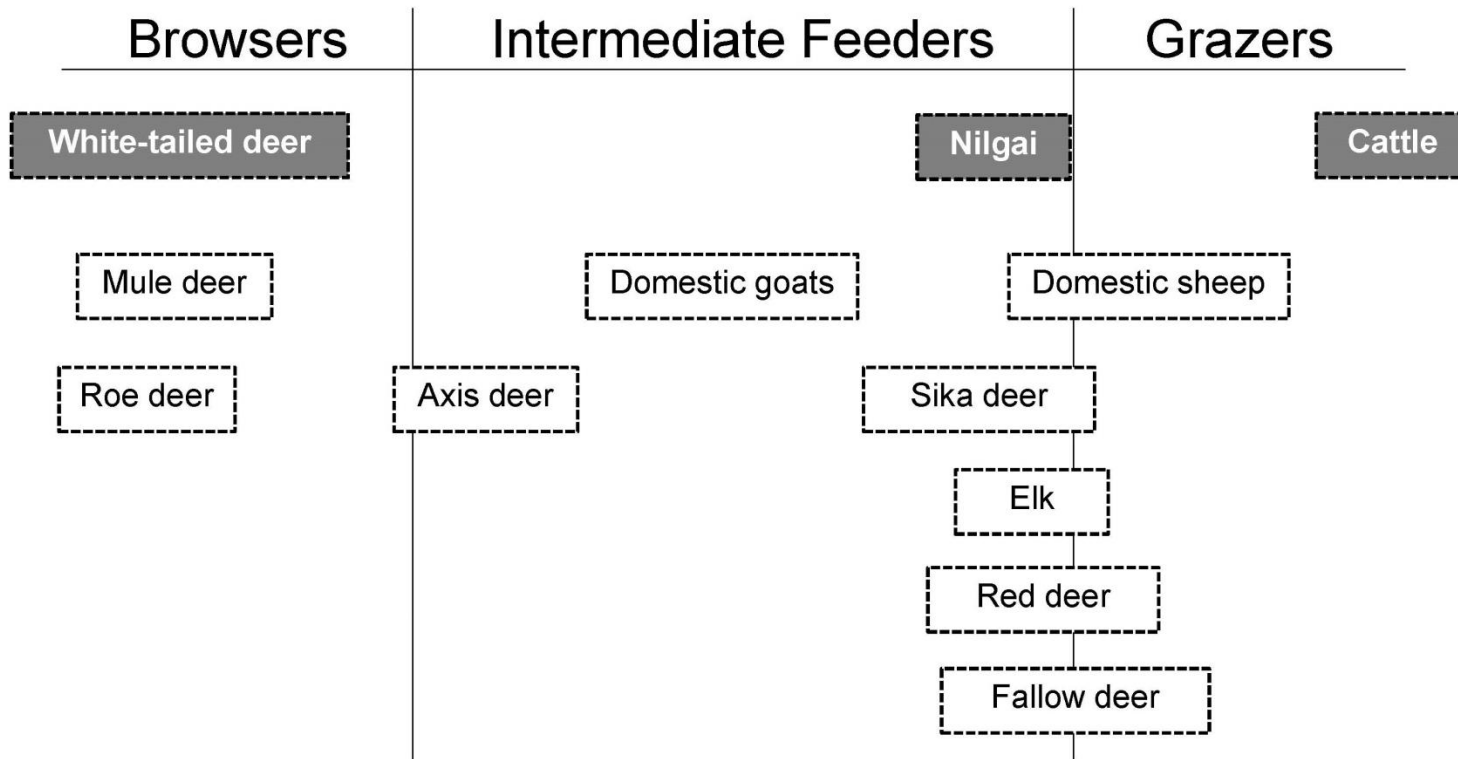 Browsers Intermediate Feeders Grazers
White-tailed deer Nilgai Cattle
Mule deer Domestic goats Domestic sheep
Roe deer Axis deer Sika deer
Elk
Red deer
Fallow deer